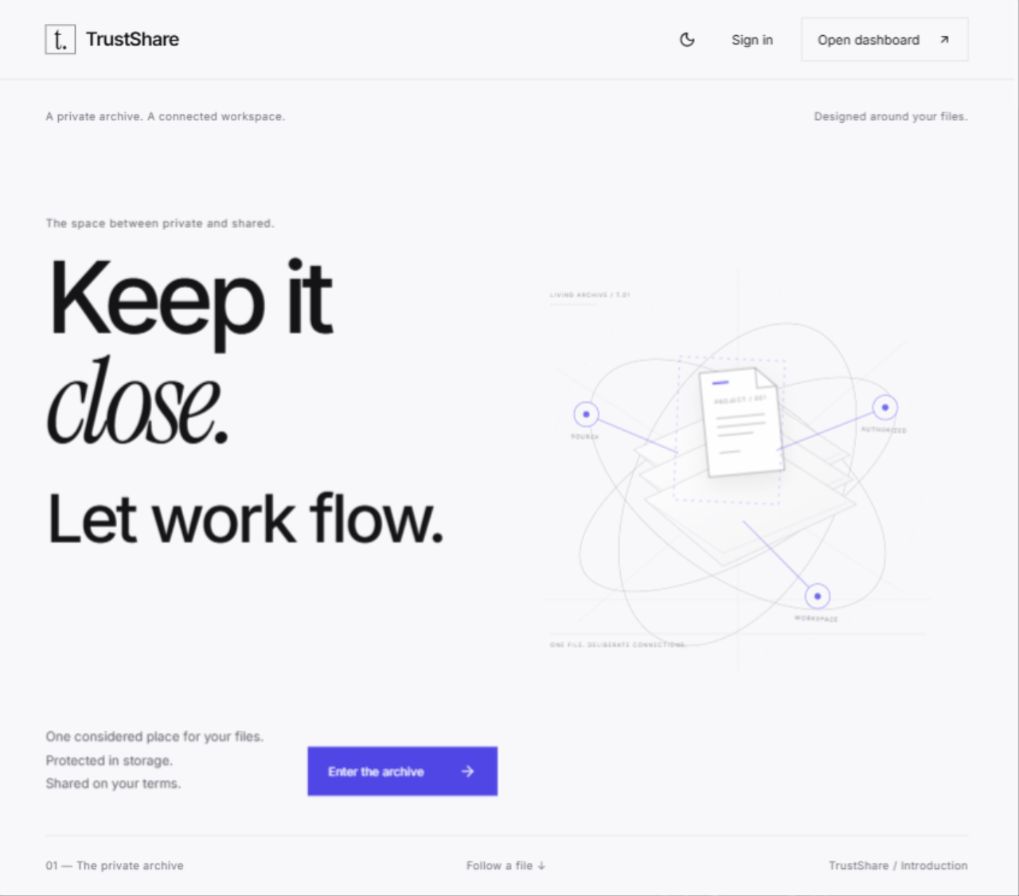 t. TrustShare
Sign in
Open dashboard ↗
A private archive. A connected workspace.
Designed around your files.
The space between private and shared.
Keep it
close.
Let work flow.
LIVING ARCHIVE / T.01
PROJECT / 001
SOURCE
AUTHORIZED
WORKSPACE
ONE FILE. DELIBERATE CONNECTIONS.
One considered place for your files.
Protected in storage.
Shared on your terms.
Enter the archive →
01 — The private archive
Follow a file ↓
TrustShare / Introduction